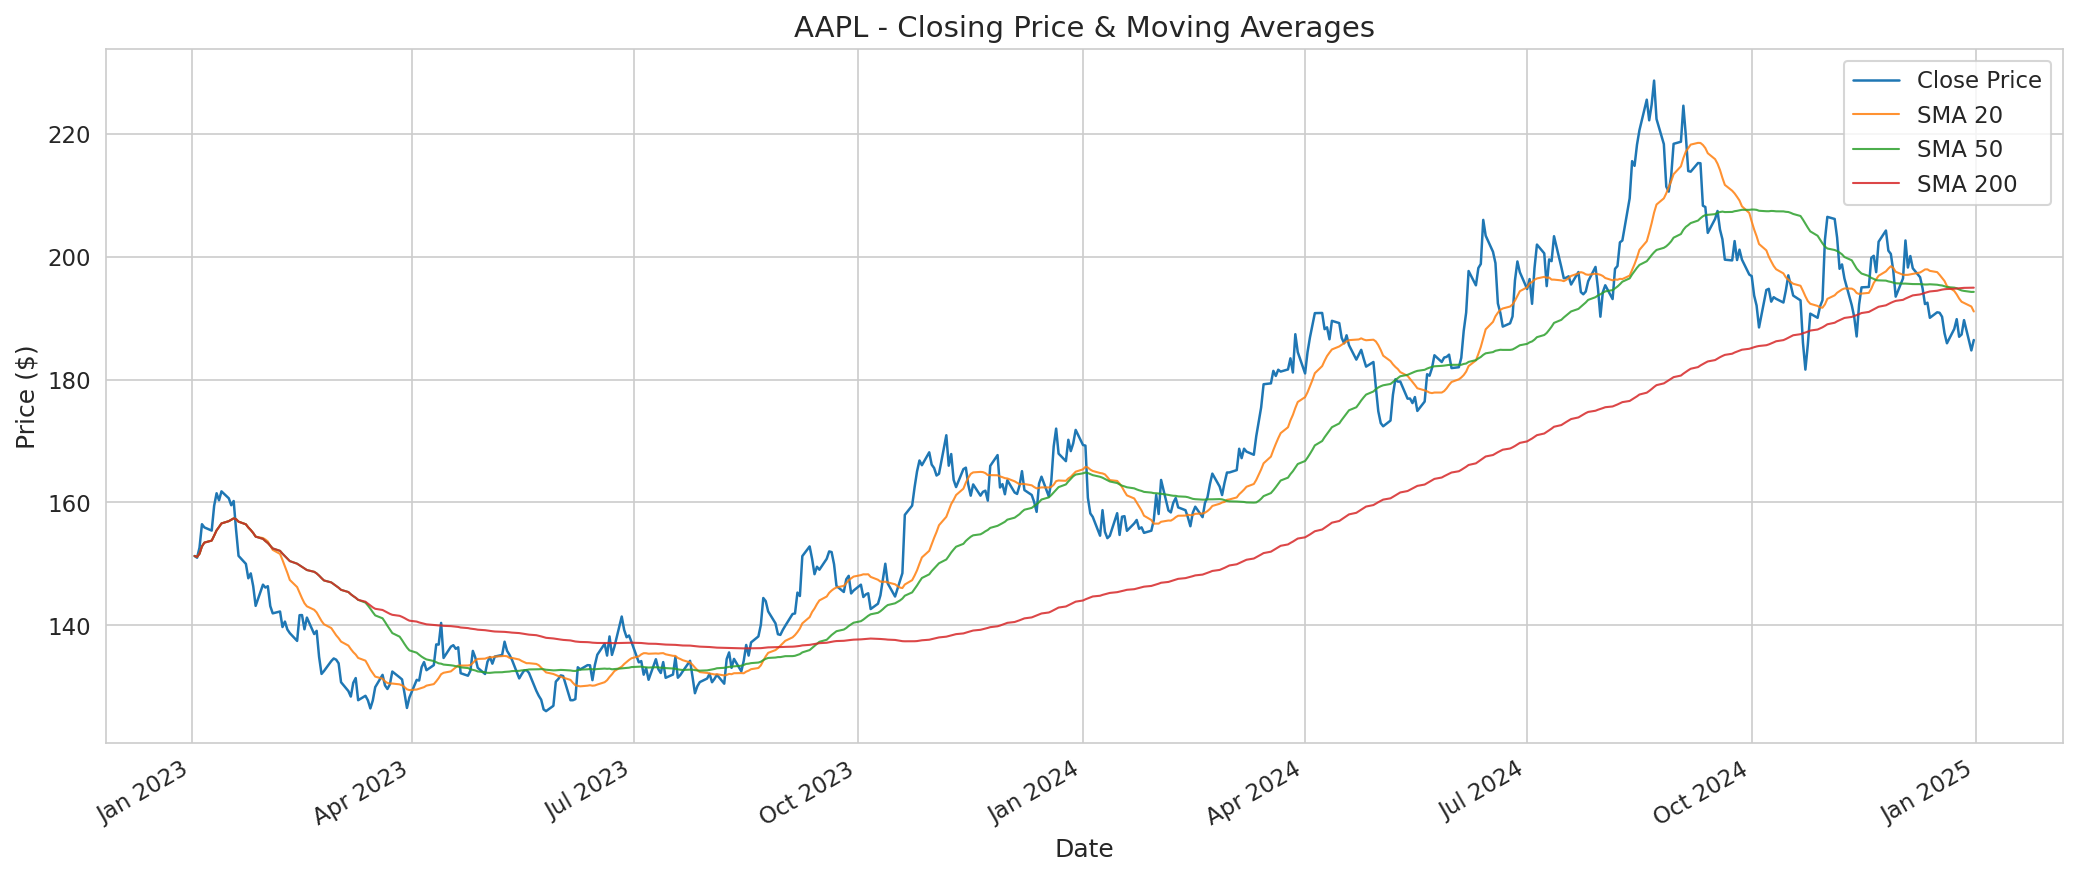 AAPL - Closing Price & Moving Averages
Close Price
SMA 20
SMA 50
SMA 200
Price ($)
220
200
180
160
140
Jan 2023
Apr 2023
Jul 2023
Oct 2023
Jan 2024
Apr 2024
Jul 2024
Oct 2024
Jan 2025
Date